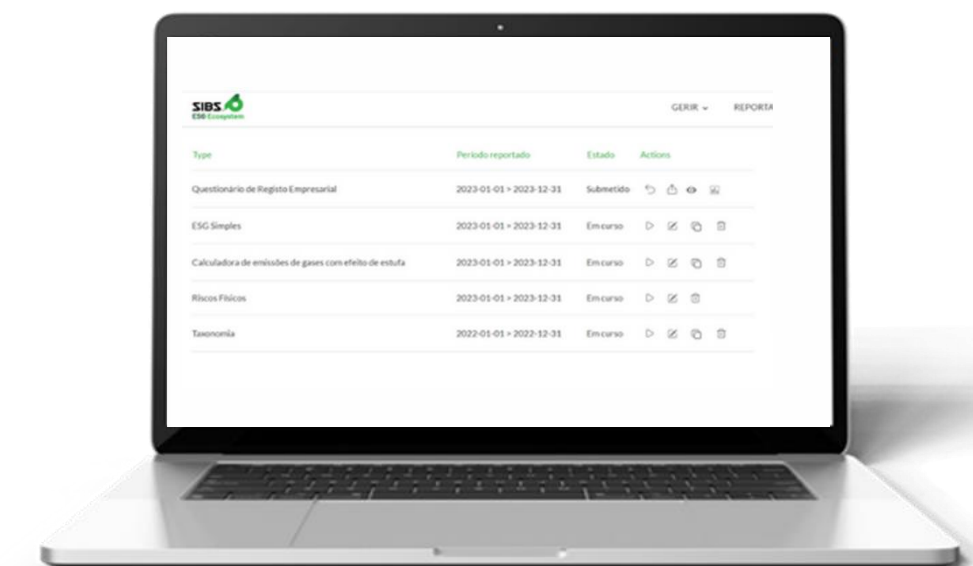 SIBS
ESG Ecosystem
GERIR REPORTA
Type Período reportado Estado Actions
Questionário de Registo Empresarial 2023-01-01 > 2023-12-31 Submetido
ESG Simples 2023-01-01 > 2023-12-31 Em curso
Calculadora de emissões de gases com efeito de estufa 2023-01-01 > 2023-12-31 Em curso
Riscos Físicos 2023-01-01 > 2023-12-31 Em curso
Taxonomia 2022-01-01 > 2022-12-31 Em curso